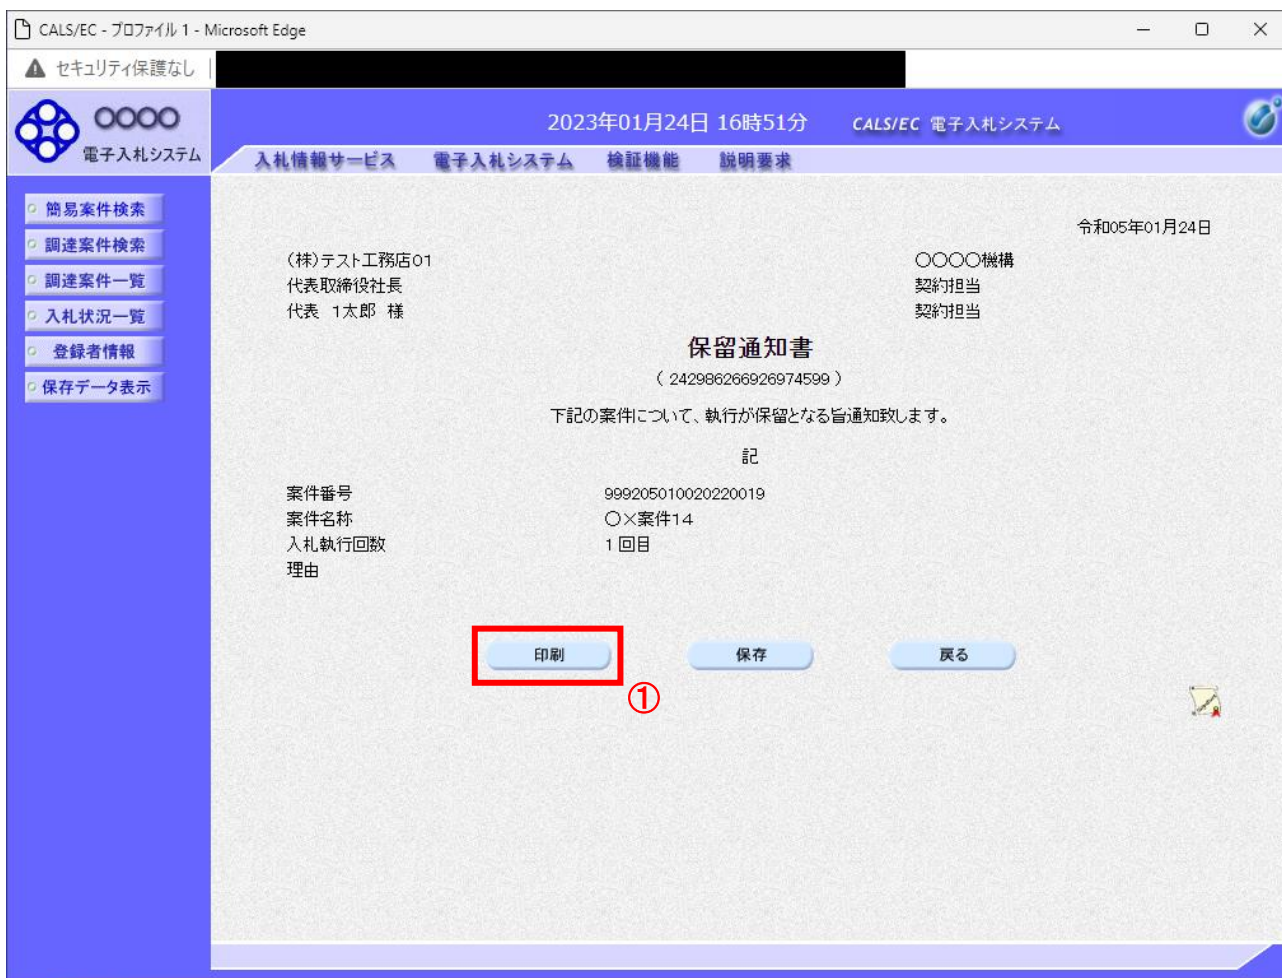 CALS/EC - プロファイル 1 - Microsoft Edge
セキュリティ保護なし
〇〇〇〇
電子入札システム
2023年01月24日 16時51分 CALS/EC 電子入札システム
入札情報サービス 電子入札システム 検証機能 説明要求
簡易案件検索
調達案件検索
調達案件一覧
入札状況一覧
登録者情報
保存データ表示
令和05年01月24日
(株)テスト工務店01 〇〇〇〇機構
代表取締役社長 契約担当
代表 1太郎 様 契約担当
保留通知書
( 242986266926974599 )
下記の案件について、執行が保留となる旨通知致します。
記
案件番号 999205010020220019
案件名称 〇×案件14
入札執行回数 1回目
理由
印刷 保存 戻る
①